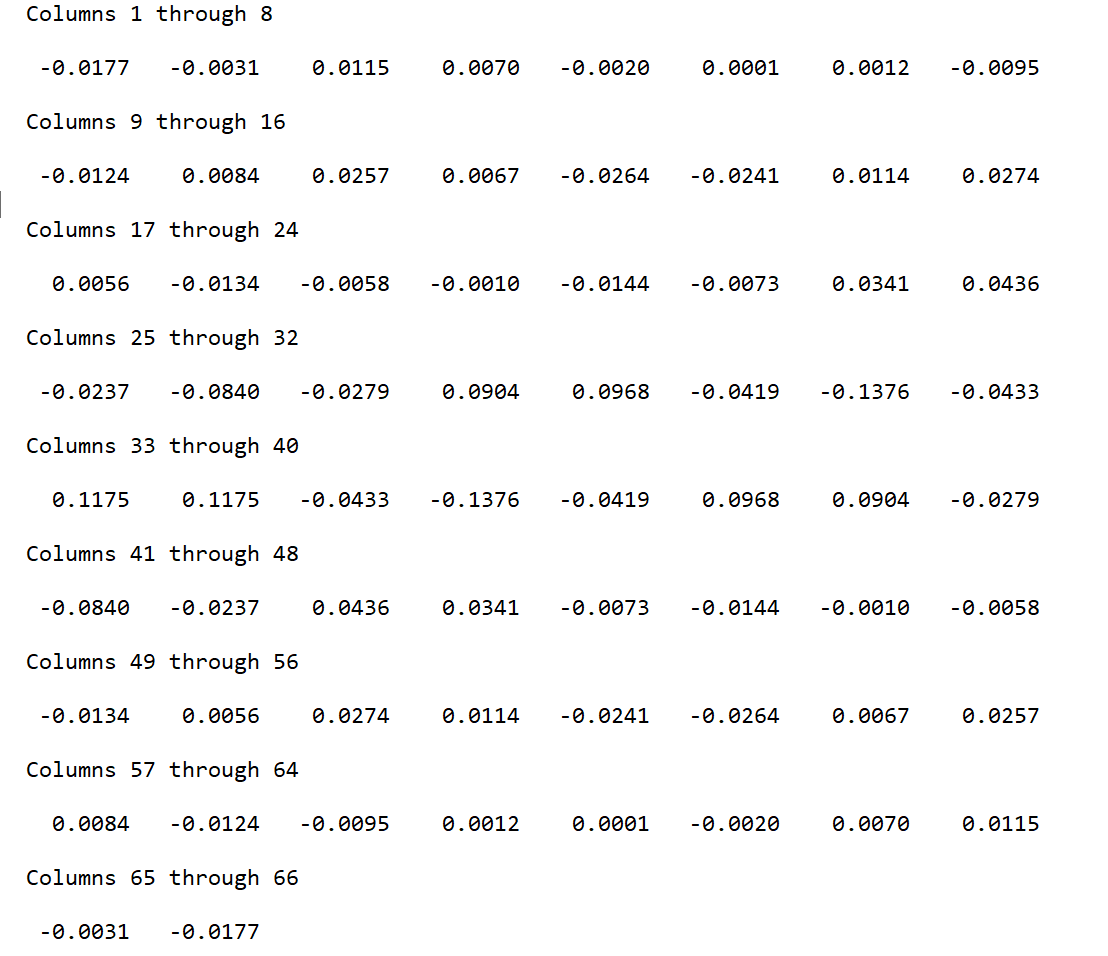 Columns 1 through 8
-0.0177 -0.0031 0.0115 0.0070 -0.0020 0.0001 0.0012 -0.0095
Columns 9 through 16
-0.0124 0.0084 0.0257 0.0067 -0.0264 -0.0241 0.0114 0.0274
Columns 17 through 24
0.0056 -0.0134 -0.0058 -0.0010 -0.0144 -0.0073 0.0341 0.0436
Columns 25 through 32
-0.0237 -0.0840 -0.0279 0.0904 0.0968 -0.0419 -0.1376 -0.0433
Columns 33 through 40
0.1175 0.1175 -0.0433 -0.1376 -0.0419 0.0968 0.0904 -0.0279
Columns 41 through 48
-0.0840 -0.0237 0.0436 0.0341 -0.0073 -0.0144 -0.0010 -0.0058
Columns 49 through 56
-0.0134 0.0056 0.0274 0.0114 -0.0241 -0.0264 0.0067 0.0257
Columns 57 through 64
0.0084 -0.0124 -0.0095 0.0012 0.0001 -0.0020 0.0070 0.0115
Columns 65 through 66
-0.0031 -0.0177